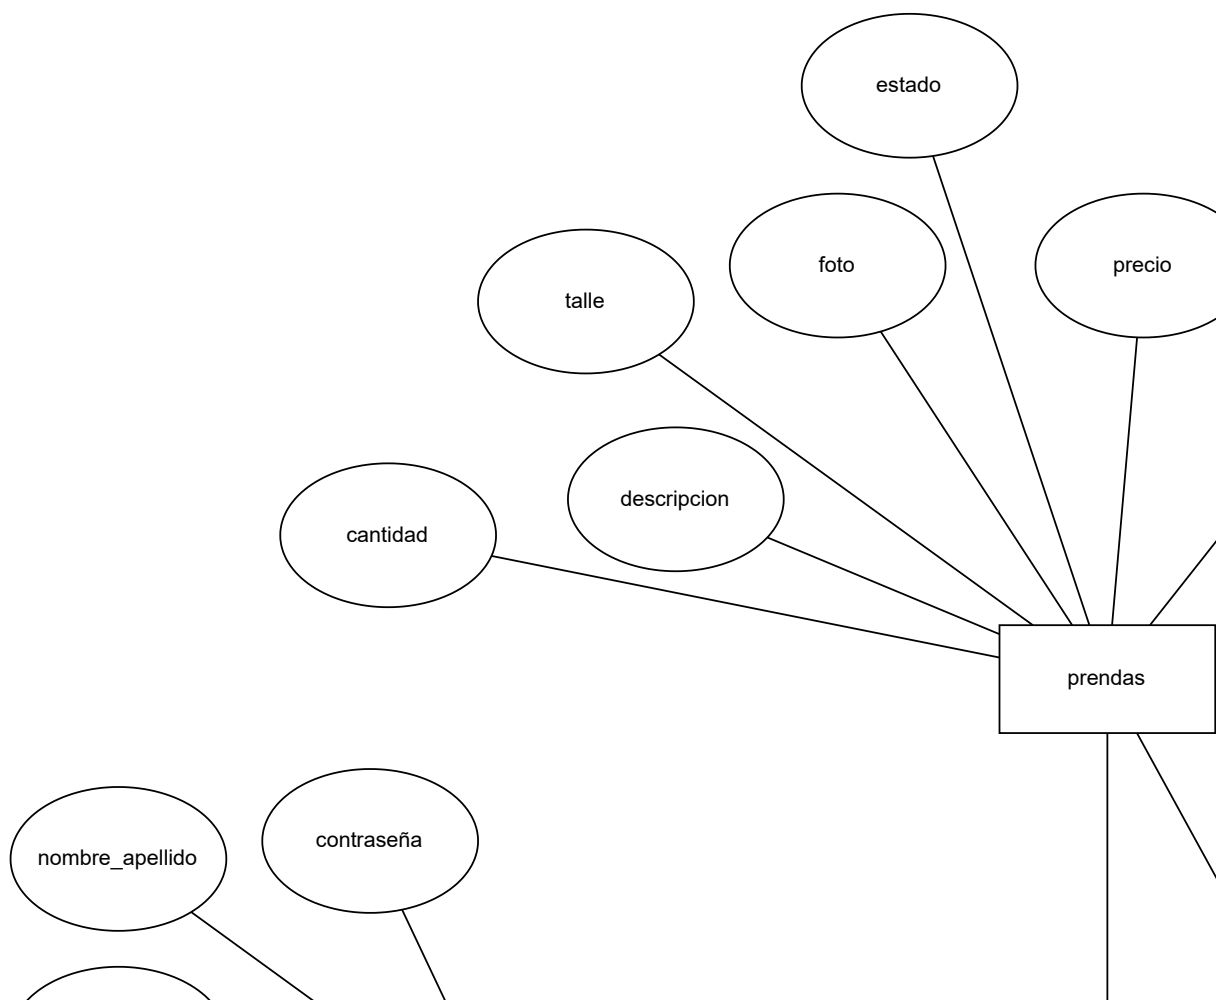 estado
foto
precio
talle
descripcion
cantidad
prendas
contraseña
nombre_apellido